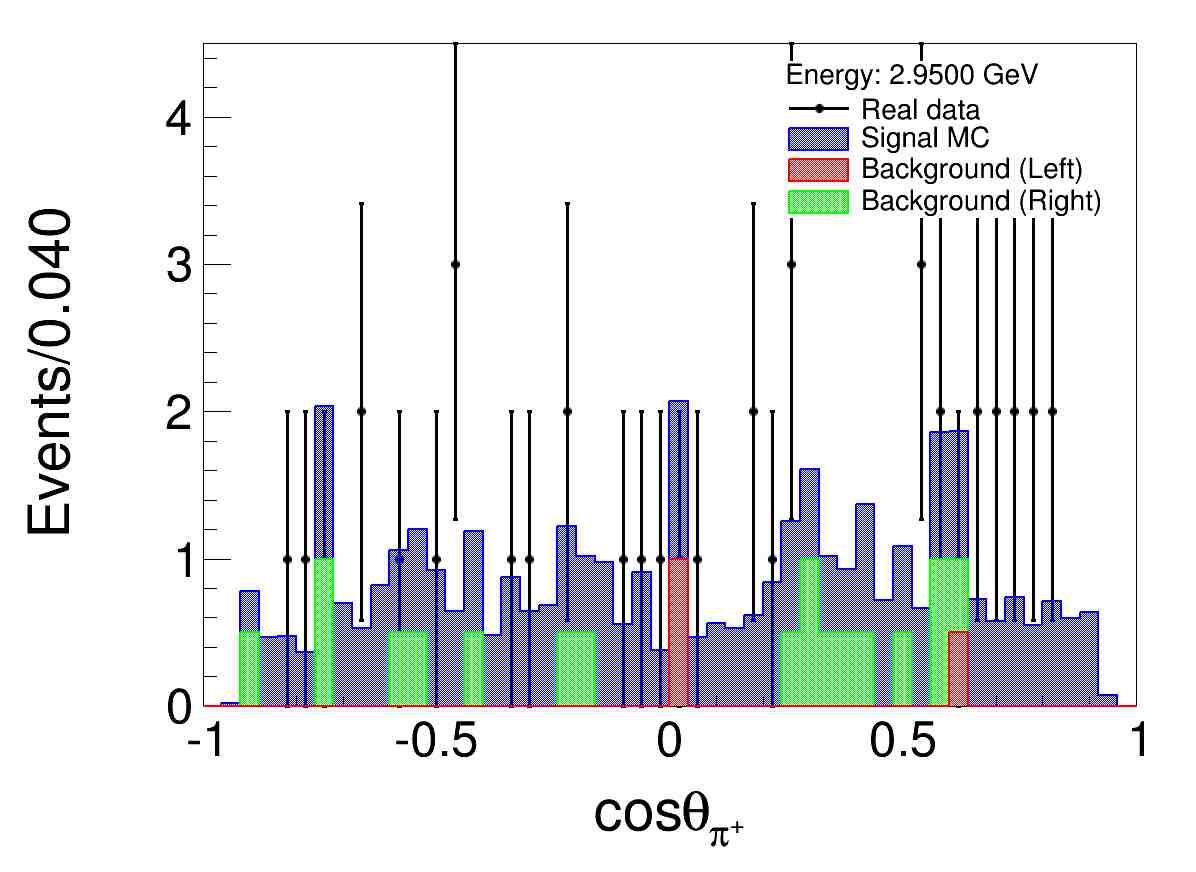 Energy: 2.9500 GeV
Real data
Signal MC
Background (Left)
Background (Right)
Events/0.040
4
3
2
1
0
-1
-0.5
0
0.5
1
cosθπ+